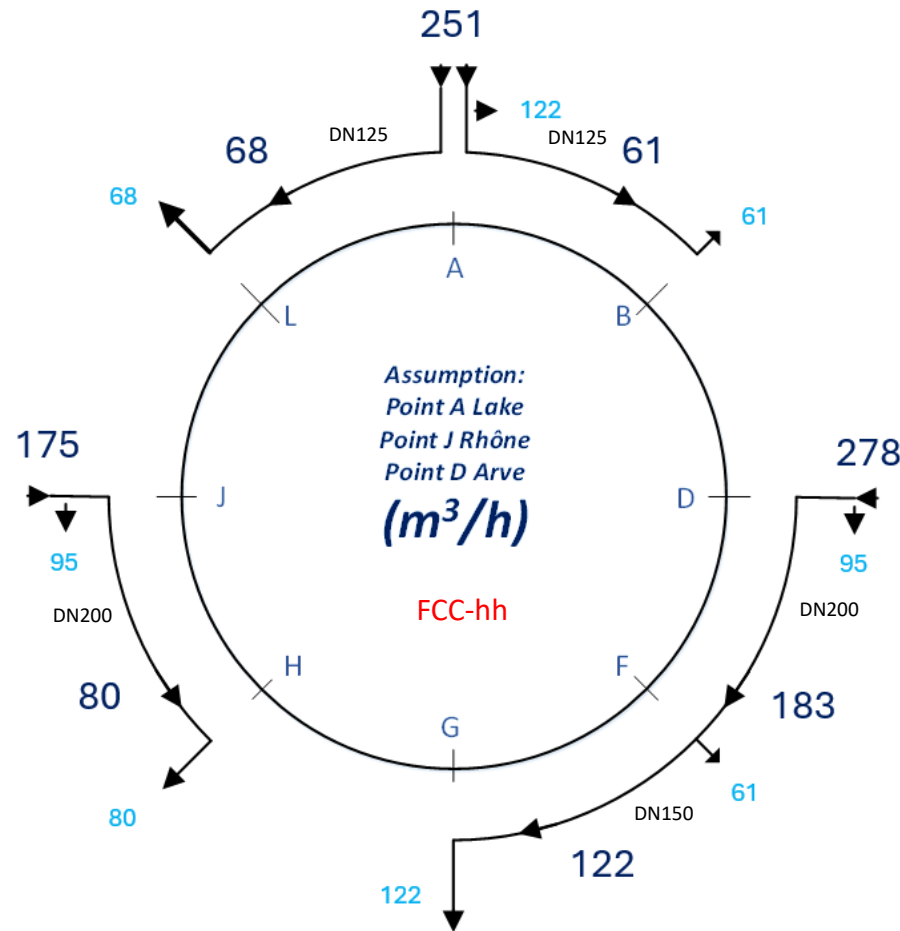 251
122
DN125
DN125
68
61
68
61
A
L
B
Assumption:
Point A Lake
Point J Rhône
Point D Arve
(m³/h)
175
278
J
D
95
95
DN200
DN200
FCC-hh
H
F
80
183
G
61
80
DN150
122
122